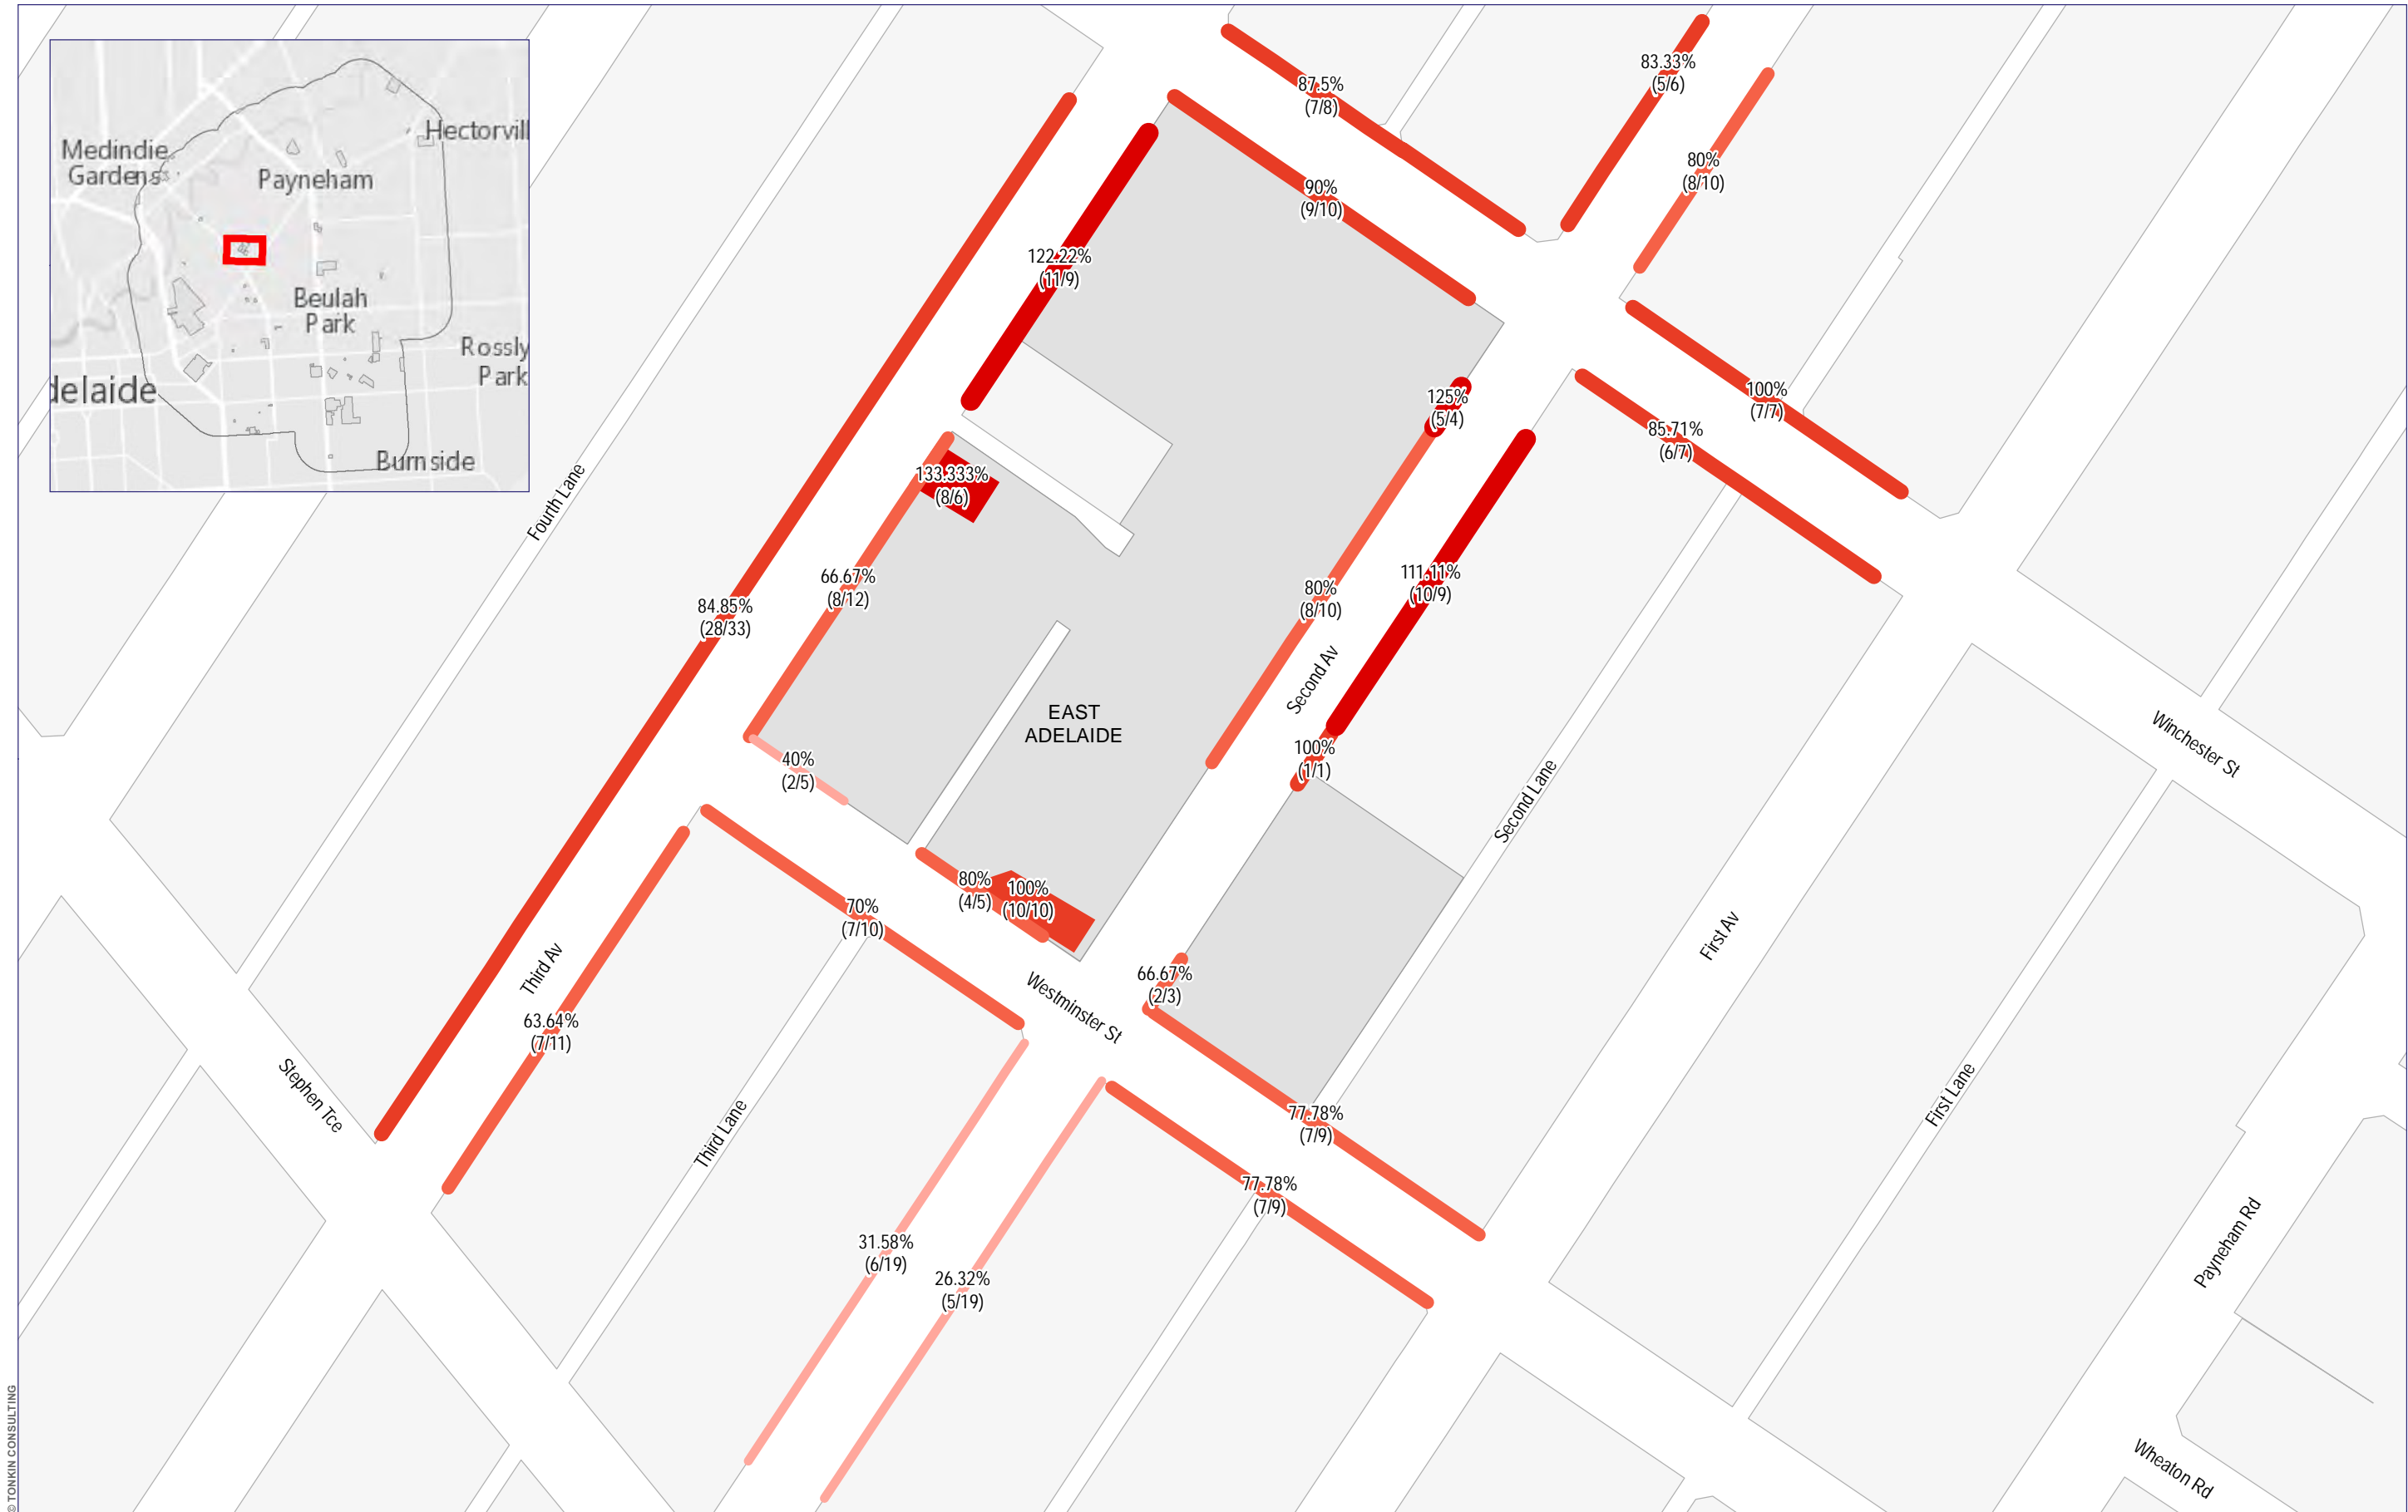 Medindie
Gardens
Hectorvill
Payneham
Beulah
Park
Rossly
Park
delaide
Burnside
87.5%
(7/8)
83.33%
(5/6)
80%
(8/10)
90%
(9/10)
122.22%
(11/9)
100%
(7/7)
125%
(5/4)
85.71%
(6/7)
133.333%
(8/6)
Fourth Lane
66.67%
(8/12)
84.85%
(28/33)
80%
(8/10)
111.11%
(10/9)
Second Av
EAST
ADELAIDE
100%
(1/1)
40%
(2/5)
Winchester St
Second Lane
80%
(4/5)
100%
(10/10)
70%
(7/10)
First Av
Third Av
66.67%
(2/3)
Westminster St
63.64%
(7/11)
Stephen Tce
Third Lane
First Lane
77.78%
(7/9)
77.78%
(7/9)
31.58%
(6/19)
26.32%
(5/19)
Payneham Rd
Wheaton Rd
© TONKIN CONSULTING